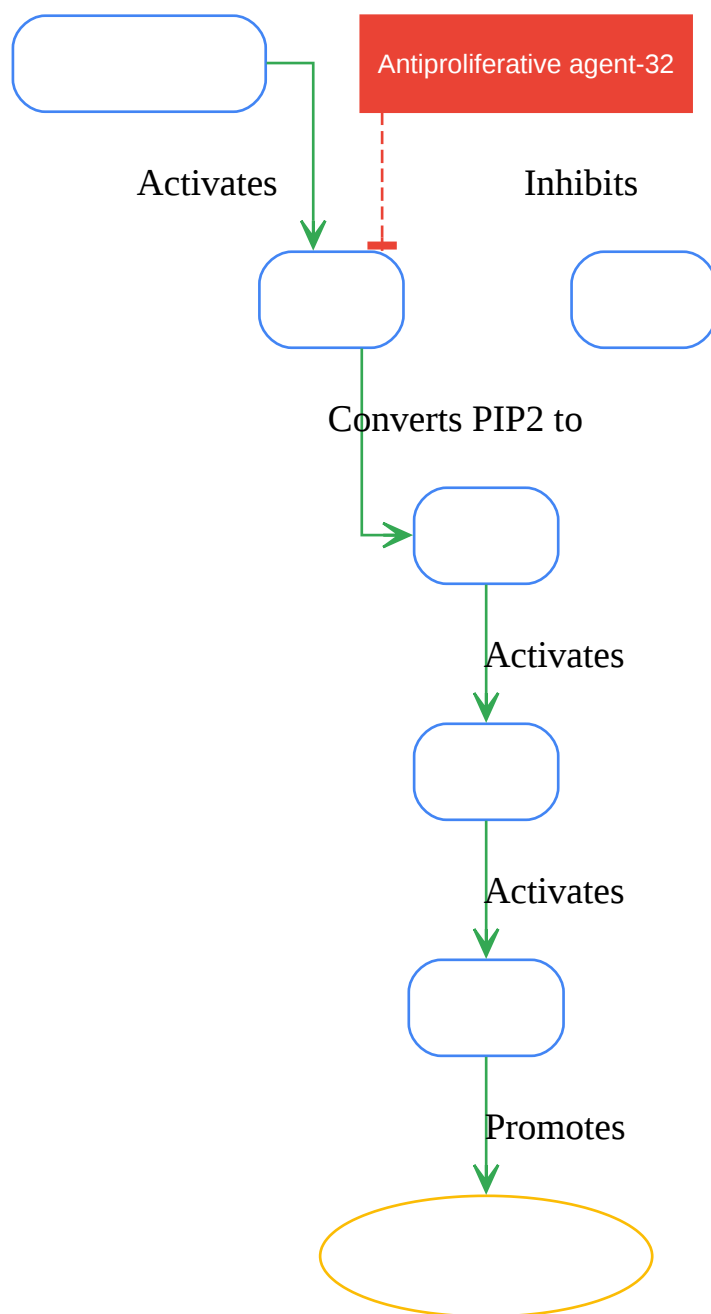 Antiproliferative agent-32
Activates
Inhibits
Converts PIP2 to
Activates
Activates
Promotes